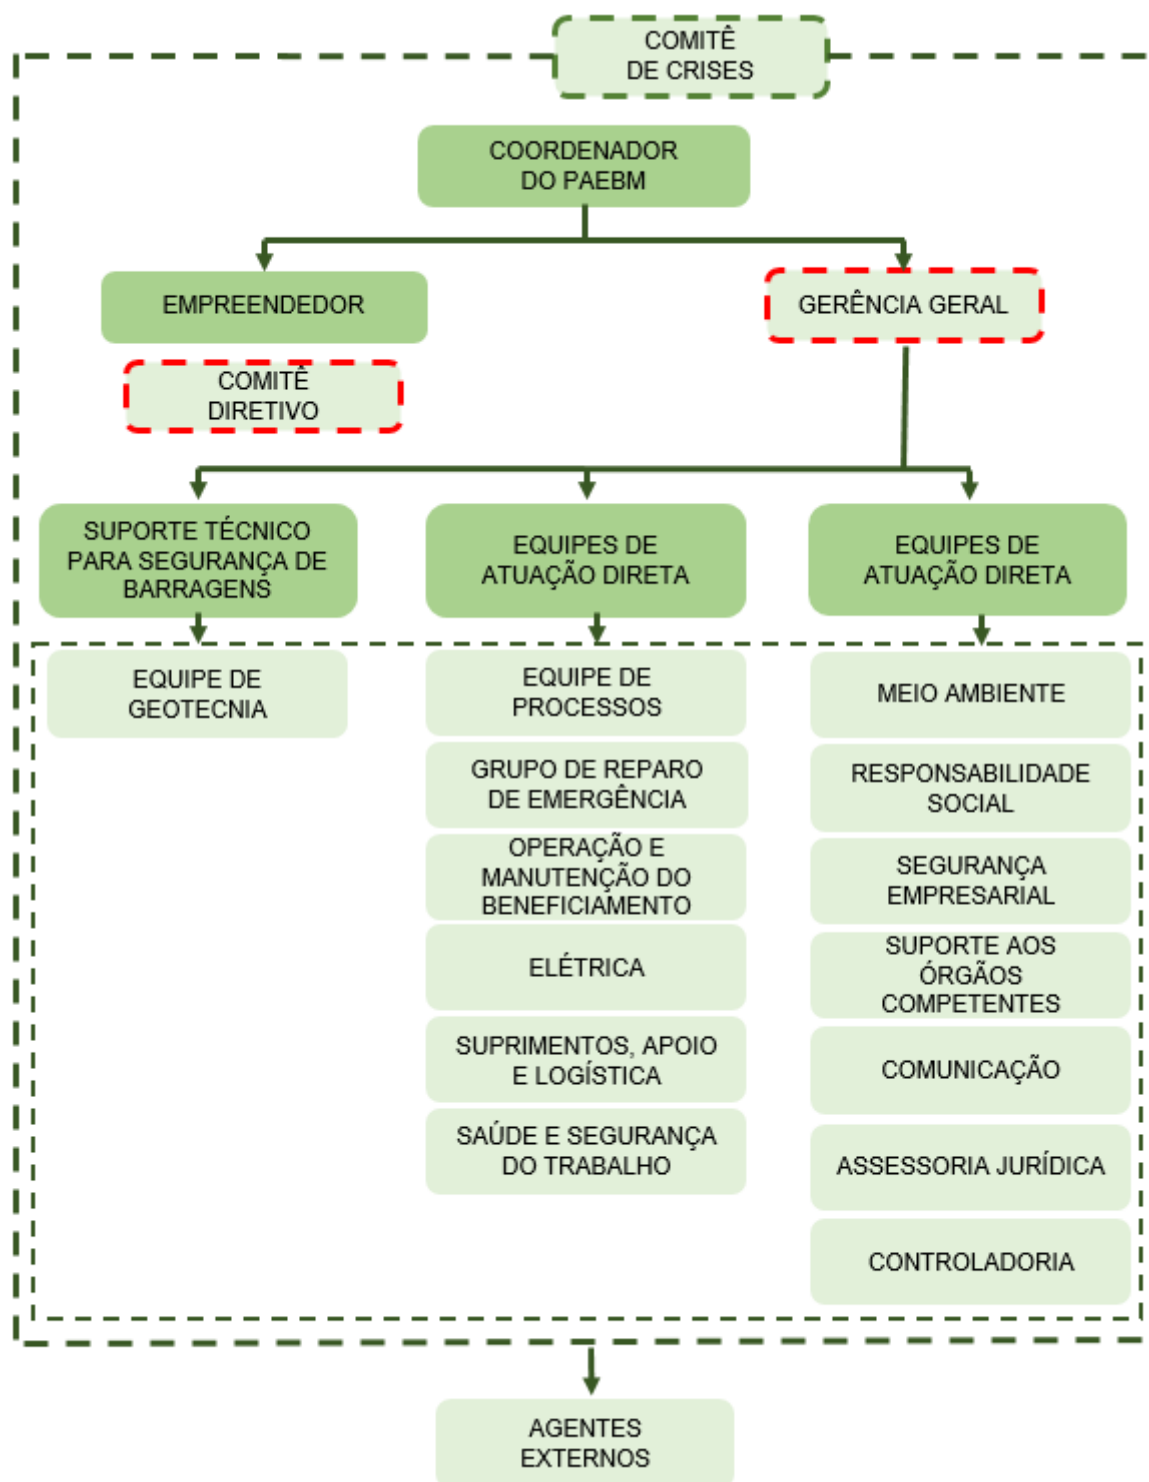 COMITÊ
DE CRISES
COORDENADOR
DO PAEBM
EMPREENDEDOR
GERÊNCIA GERAL
COMITÊ
DIRETIVO
SUPORTE TÉCNICO
PARA SEGURANÇA DE
BARRAGENS
EQUIPES DE
ATUAÇÃO DIRETA
EQUIPES DE
ATUAÇÃO DIRETA
EQUIPE DE
GEOTECNIA
EQUIPE DE
PROCESSOS
GRUPO DE REPARO
DE EMERGÊNCIA
OPERAÇÃO E
MANUTENÇÃO DO
BENEFICIAMENTO
ELÉTRICA
SUPRIMENTOS, APOIO
E LOGÍSTICA
SAÚDE E SEGURANÇA
DO TRABALHO
MEIO AMBIENTE
RESPONSABILIDADE
SOCIAL
SEGURANÇA
EMPRESARIAL
SUPORTE AOS
ÓRGÃOS
COMPETENTES
COMUNICAÇÃO
ASSESSORIA JURÍDICA
CONTROLADORIA
AGENTES
EXTERNOS